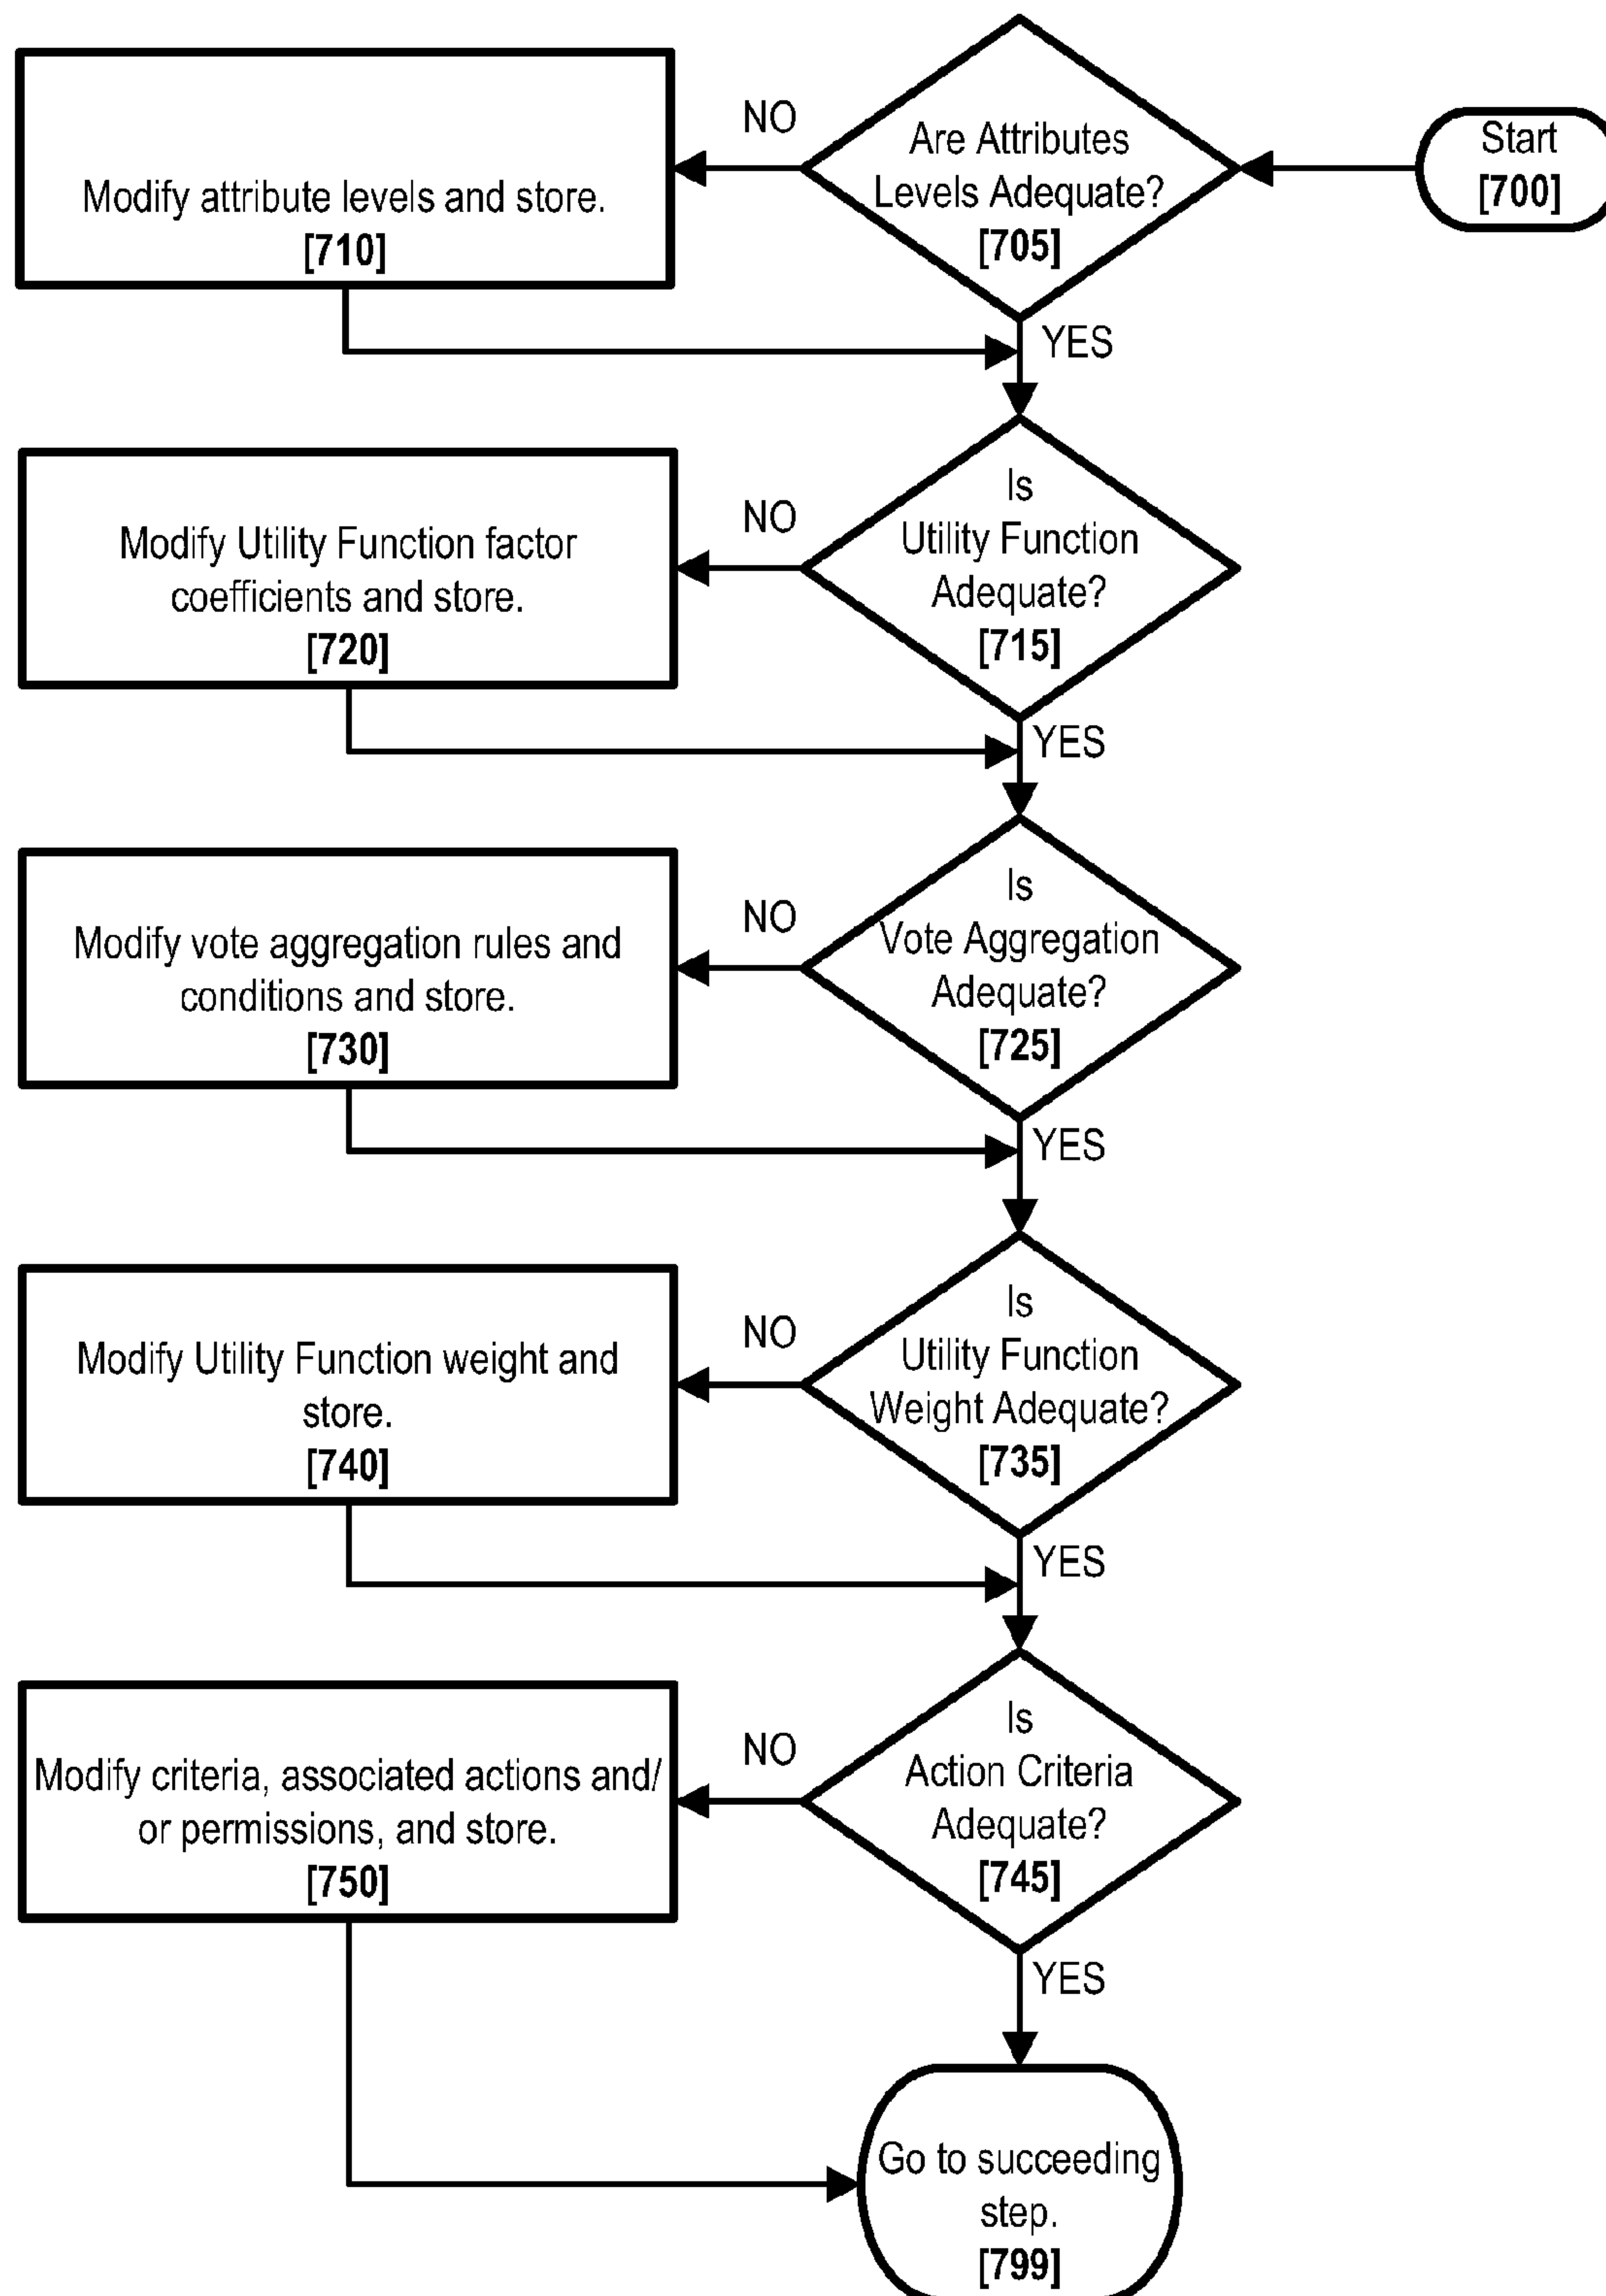 Start
[700]
Are Attributes
Levels Adequate?
[705]
NO
Modify attribute levels and store.
[710]
YES
Is
Utility Function
Adequate?
[715]
NO
Modify Utility Function factor
coefficients and store.
[720]
YES
Is
Vote Aggregation
Adequate?
[725]
NO
Modify vote aggregation rules and
conditions and store.
[730]
YES
Is
Utility Function
Weight Adequate?
[735]
NO
Modify Utility Function weight and
store.
[740]
YES
Is
Action Criteria
Adequate?
[745]
NO
Modify criteria, associated actions and/
or permissions, and store.
[750]
YES
Go to succeeding
step.
[799]